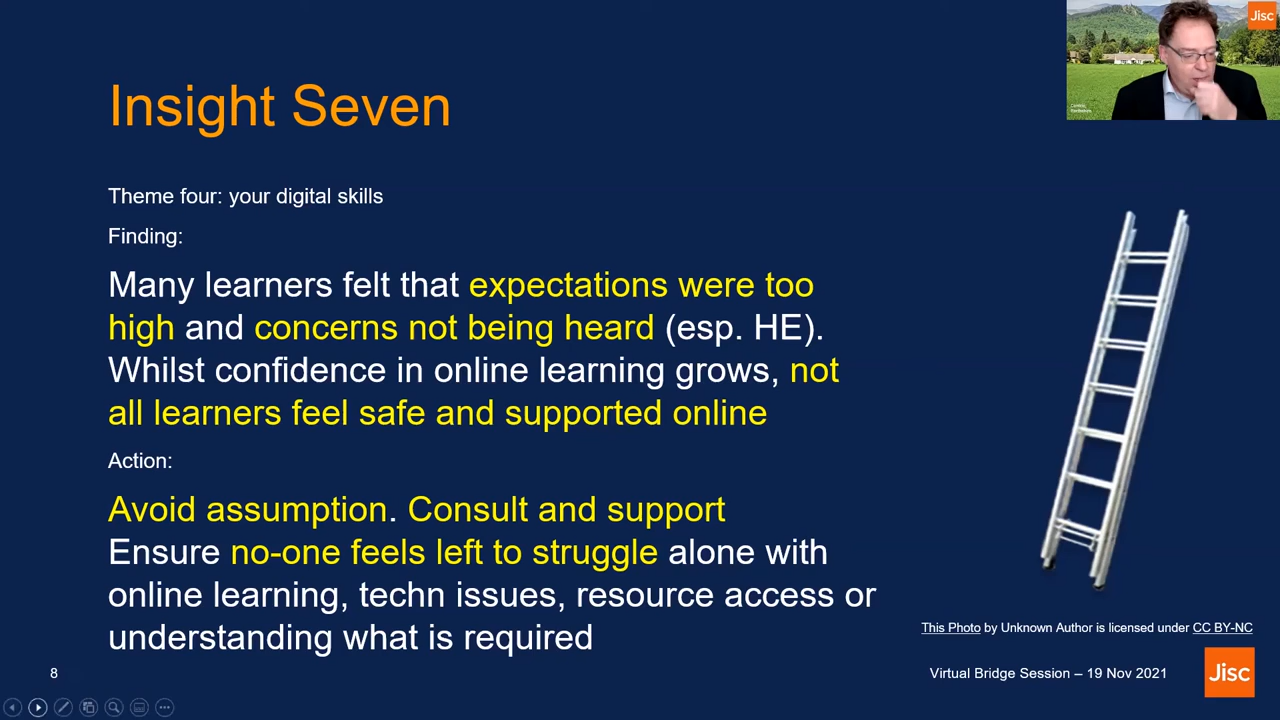 Jisc
Insight Seven
Theme four: your digital skills
Finding:
Many learners felt that expectations were too
high and concerns not being heard (esp. HE).
Whilst confidence in online learning grows, not
all learners feel safe and supported online
Action:
Avoid assumption. Consult and support
Ensure no-one feels left to struggle alone with
online learning, techn issues, resource access or
understanding what is required
This Photo by Unknown Author is licensed under CC BY-NC
8
Virtual Bridge Session – 19 Nov 2021
Jisc